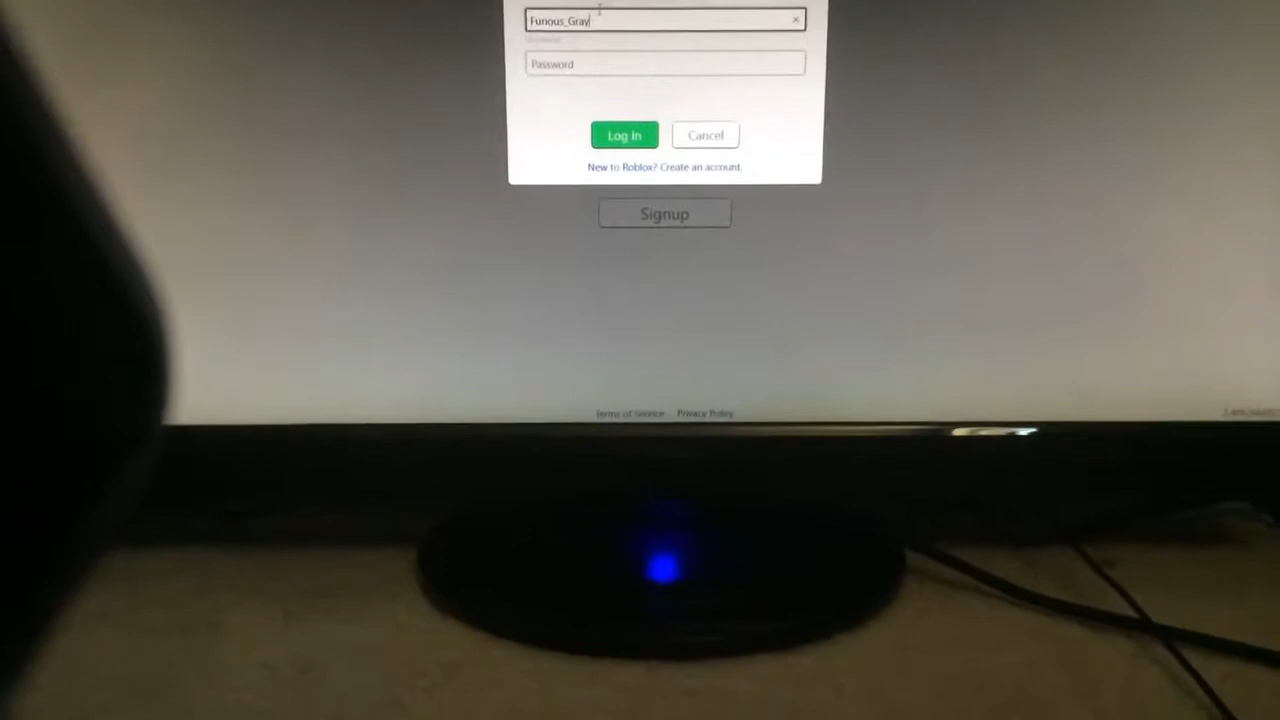 Funous_Gray
Password
Log In
Cancel
New to Roblox? Create an account.
Signup
Terms of Service
Privacy Policy